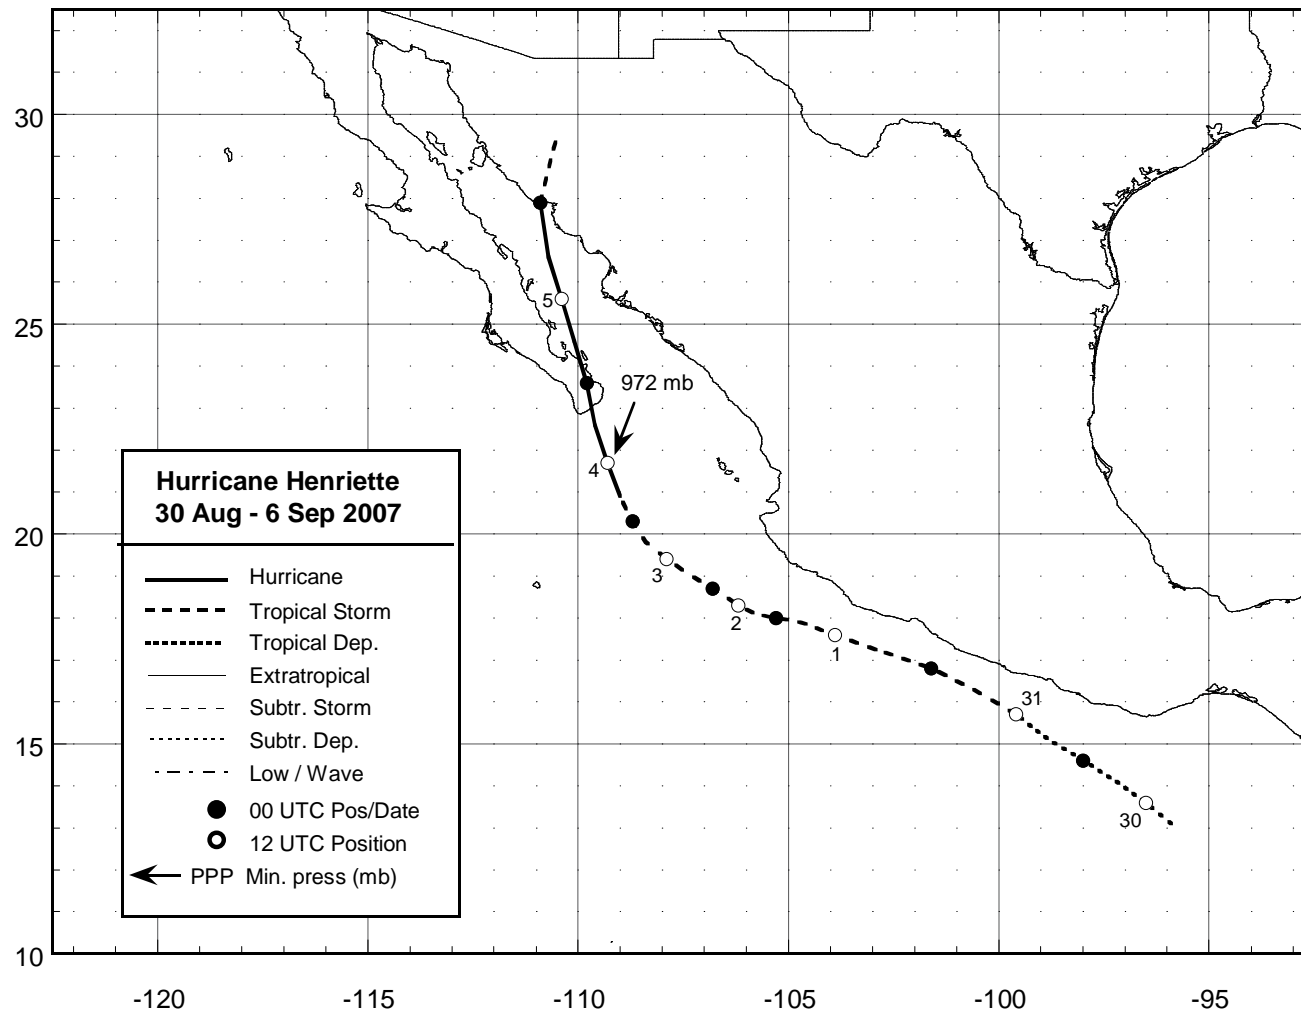 30
25
20
15
10
-120
-115
-110
-105
-100
-95
5
972 mb
4
3
2
1
31
30
Hurricane Henriette
30 Aug - 6 Sep 2007
Hurricane
Tropical Storm
Tropical Dep.
Extratropical
Subtr. Storm
Subtr. Dep.
Low / Wave
00 UTC Pos/Date
12 UTC Position
PPP Min. press (mb)